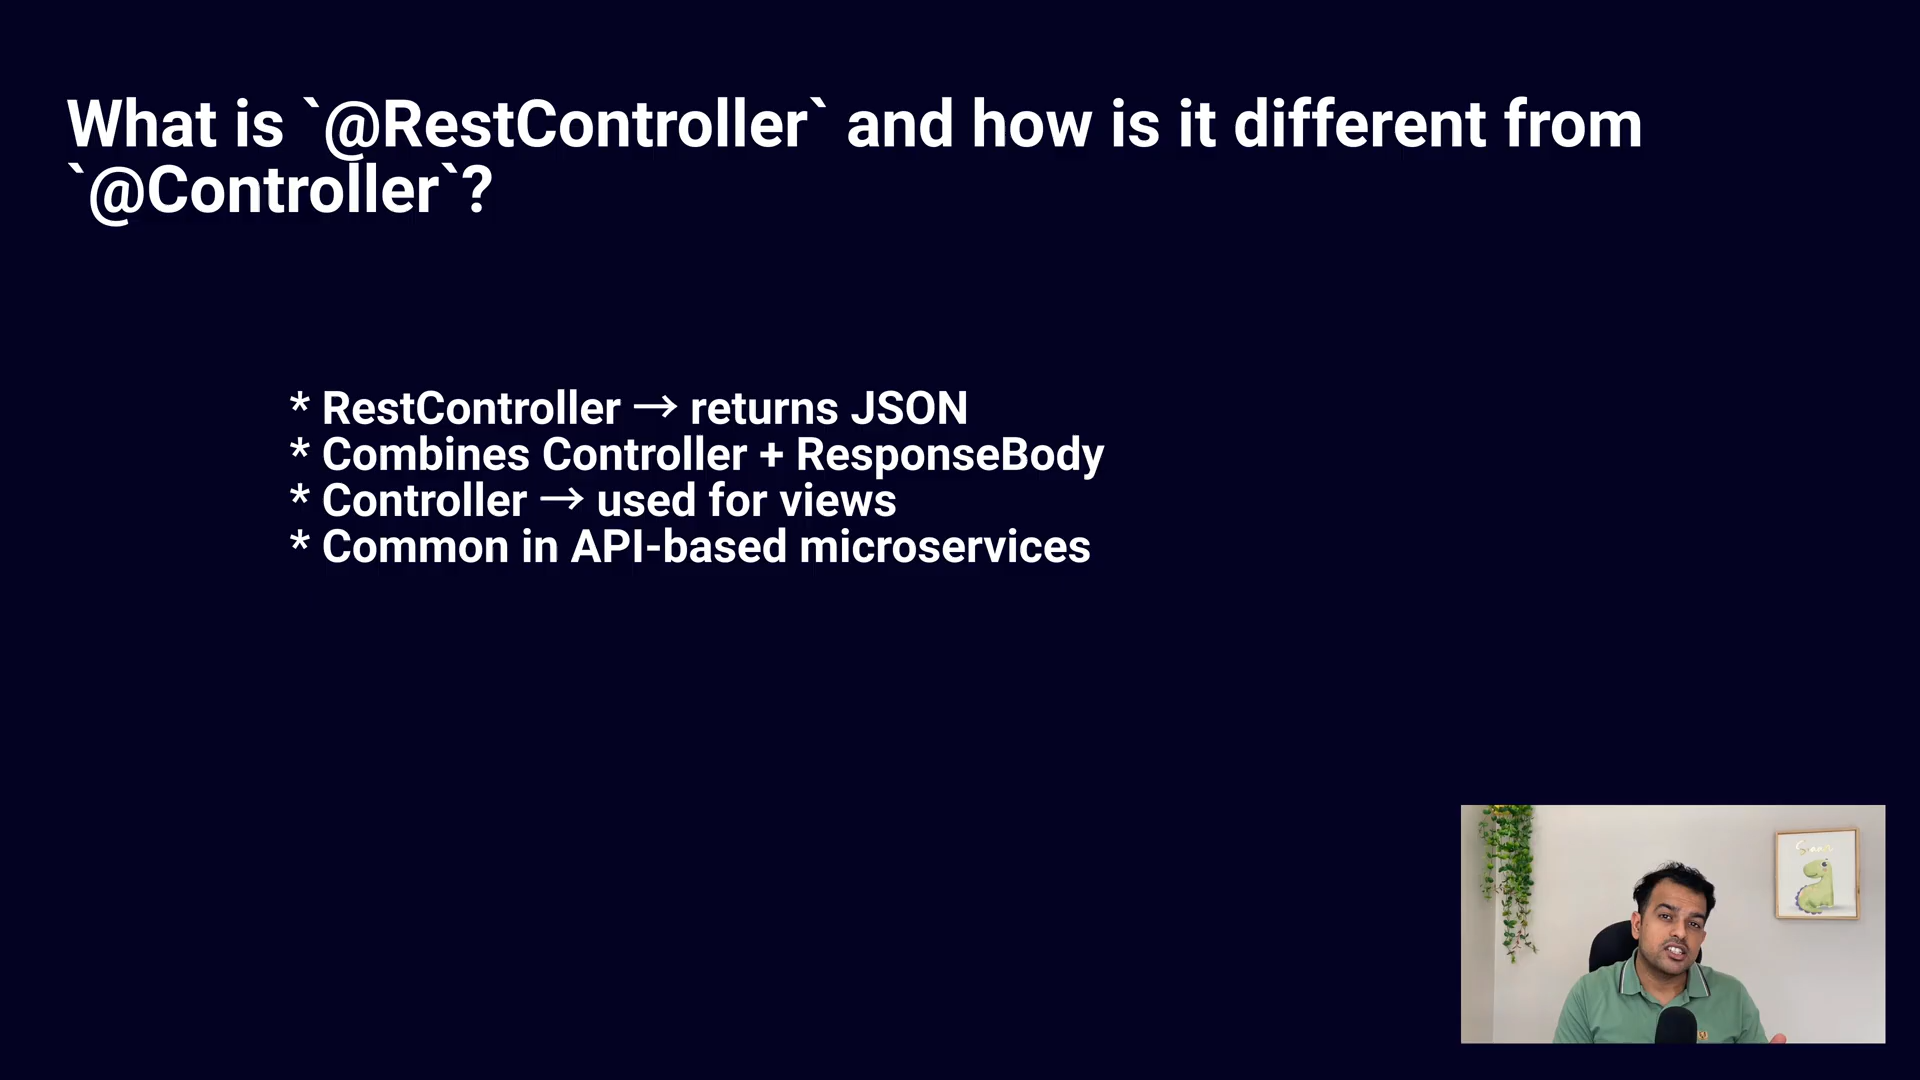 What is `@RestController` and how is it different from
`@Controller`?
* RestController → returns JSON
* Combines Controller + ResponseBody
* Controller → used for views
* Common in API-based microservices